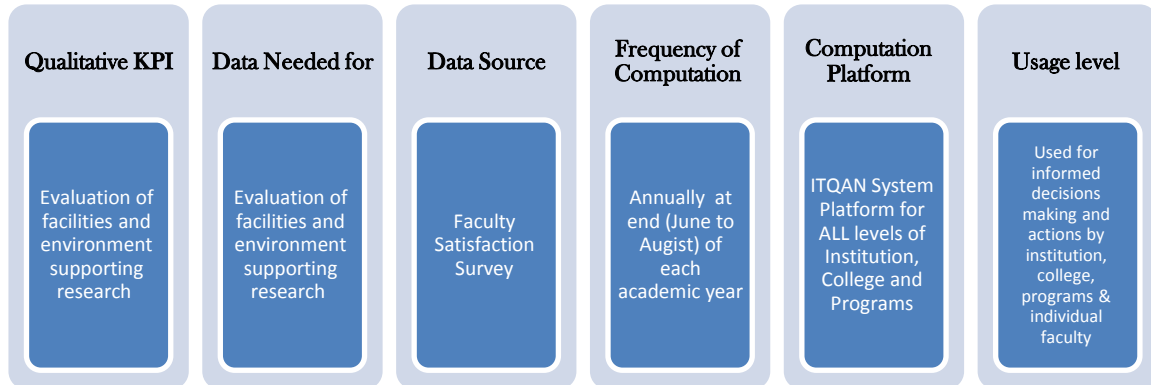 Qualitative KPI
Evaluation of
facilities and
environment
supporting
research
Data Needed for
Evaluation of
facilities and
environment
supporting
research
Data Source
Faculty
Satisfaction
Survey
Frequency of
Computation
Annually at
end (June to
Augist) of
each
academic year
Computation
Platform
ITQAN System
Platform for
ALL levels of
Institution,
College and
Programs
Usage level
Used for
informed
decisions
making and
actions by
institution,
college,
programs &
individual
faculty